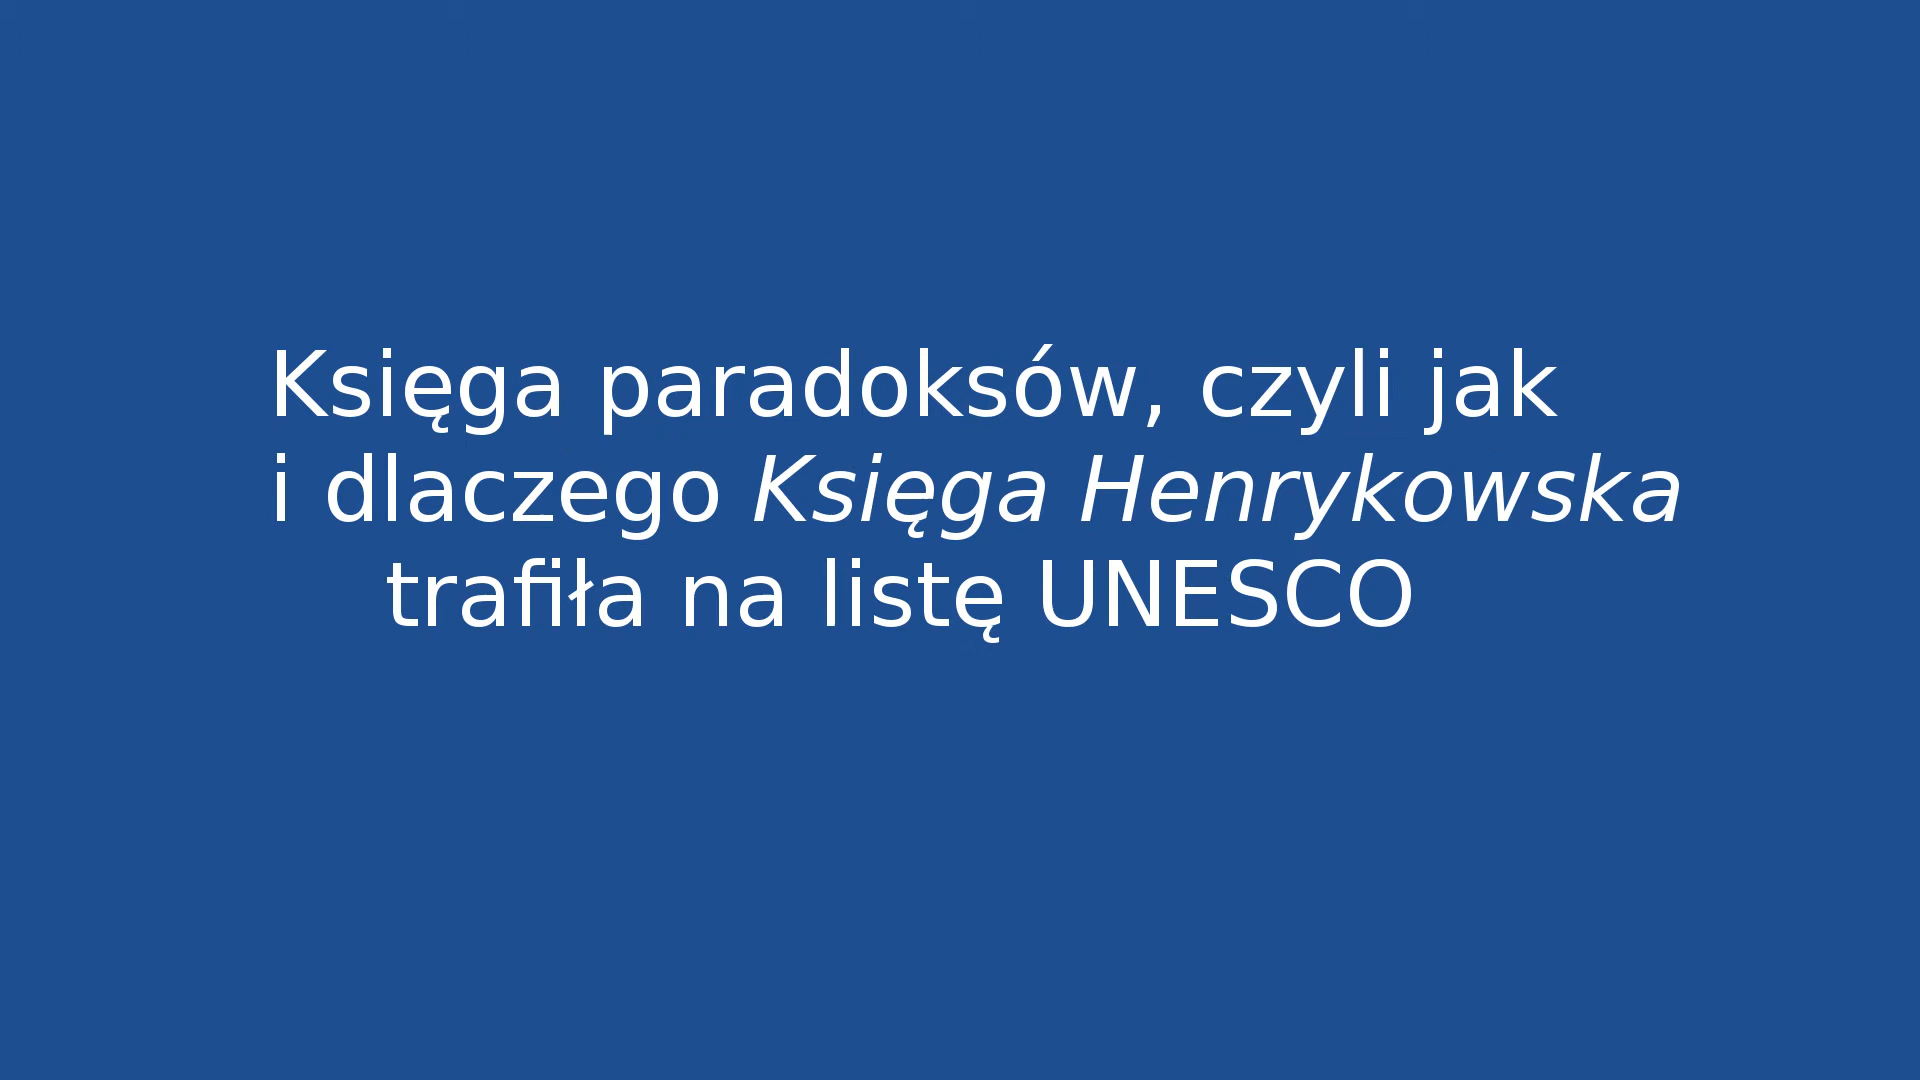 Księga paradoksów, czyli jak
i dlaczego Księga Henrykowska
trafiła na listę UNESCO